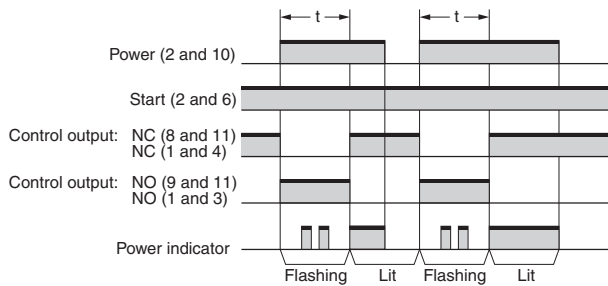 t t
Power (2 and 10)
Start (2 and 6)
Control output: NC (8 and 11)
NC (1 and 4)
Control output: NO (9 and 11)
NO (1 and 3)
Power indicator
Flashing Lit Flashing Lit